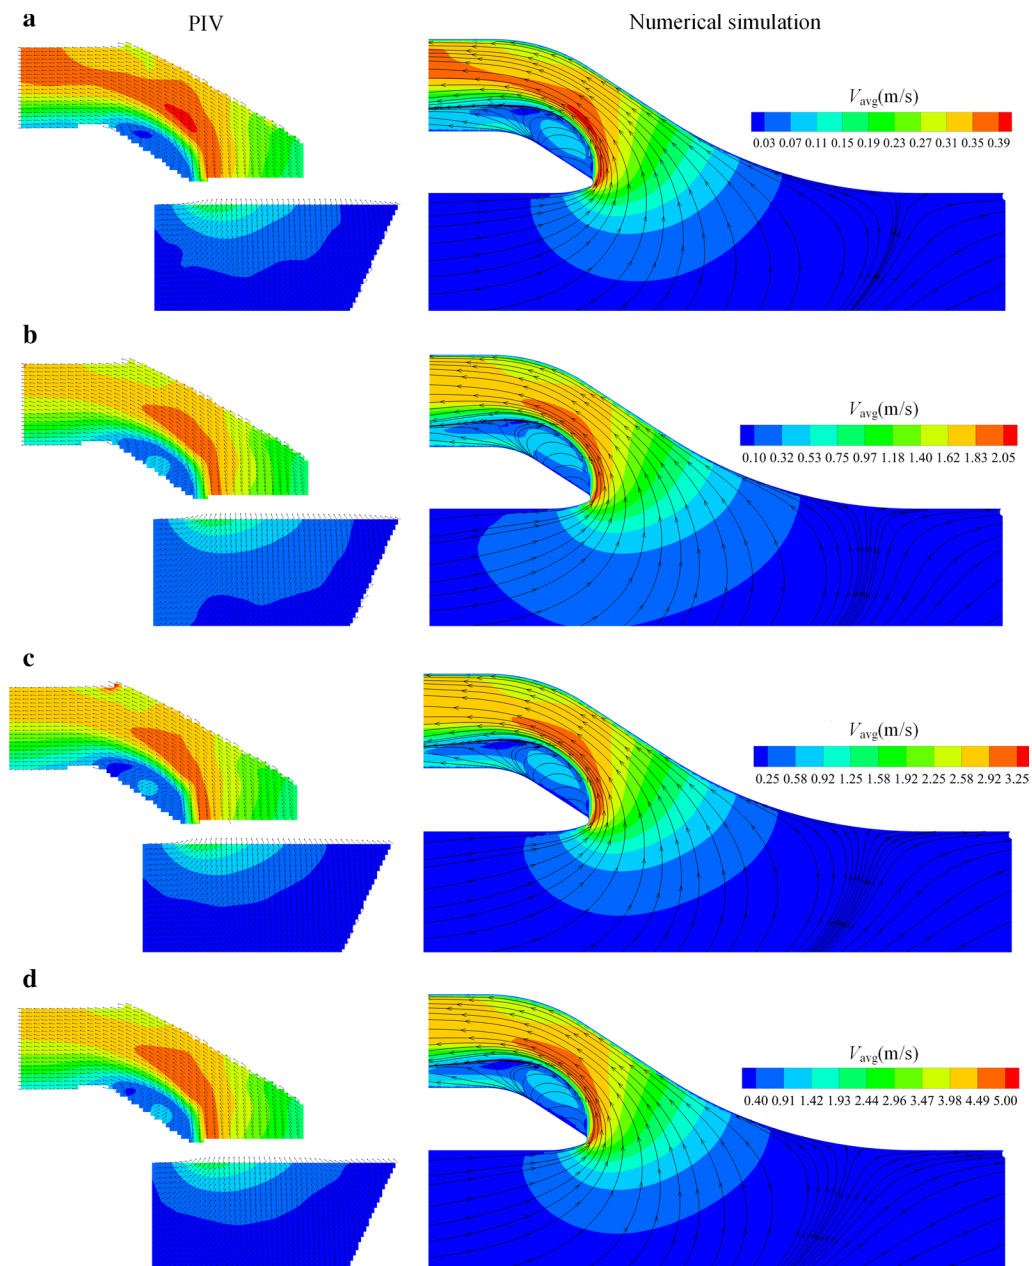 a
PIV
Numerical simulation
Vavg(m/s)
0.03 0.07 0.11 0.15 0.19 0.23 0.27 0.31 0.35 0.39
b
Vavg(m/s)
0.10 0.32 0.53 0.75 0.97 1.18 1.40 1.62 1.83 2.05
c
Vavg(m/s)
0.25 0.58 0.92 1.25 1.58 1.92 2.25 2.58 2.92 3.25
d
Vavg(m/s)
0.40 0.91 1.42 1.93 2.44 2.96 3.47 3.98 4.49 5.00